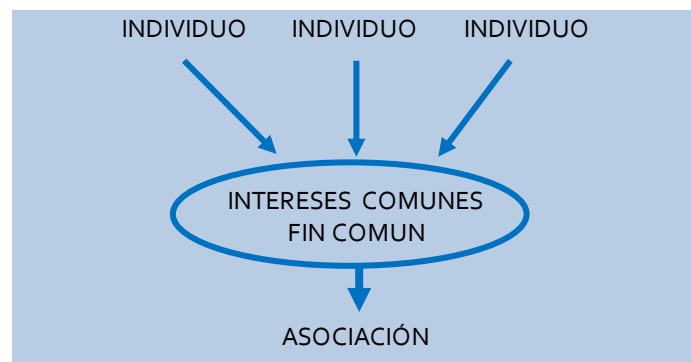 INDIVIDUO INDIVIDUO INDIVIDUO
INTERESES COMUNES
FIN COMUN
ASOCIACIÓN